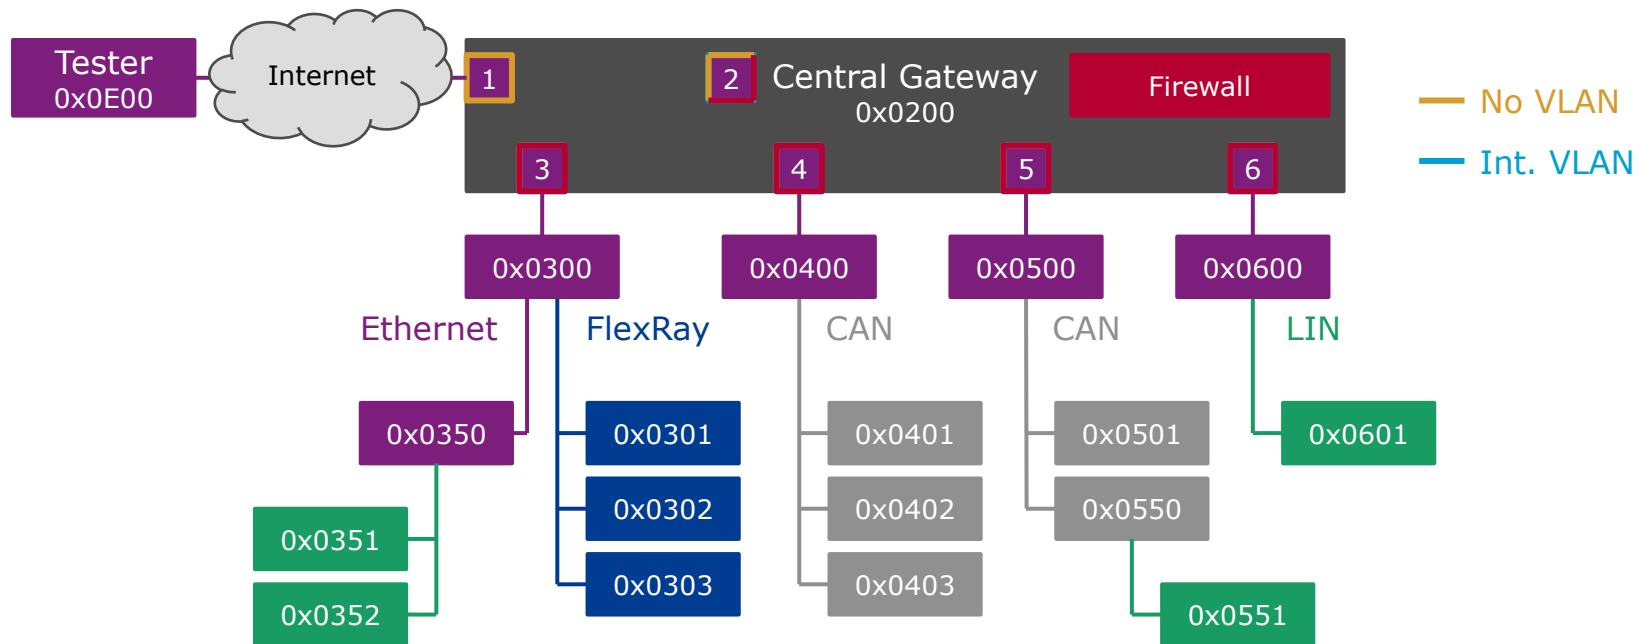 Tester
0x0E00
Internet
1
2
Central Gateway
0x0200
Firewall
No VLAN
Int. VLAN
3
4
5
6
0x0300
0x0400
0x0500
0x0600
Ethernet
FlexRay
CAN
CAN
LIN
0x0350
0x0301
0x0401
0x0501
0x0601
0x0302
0x0402
0x0550
0x0351
0x0303
0x0403
0x0352
0x0551